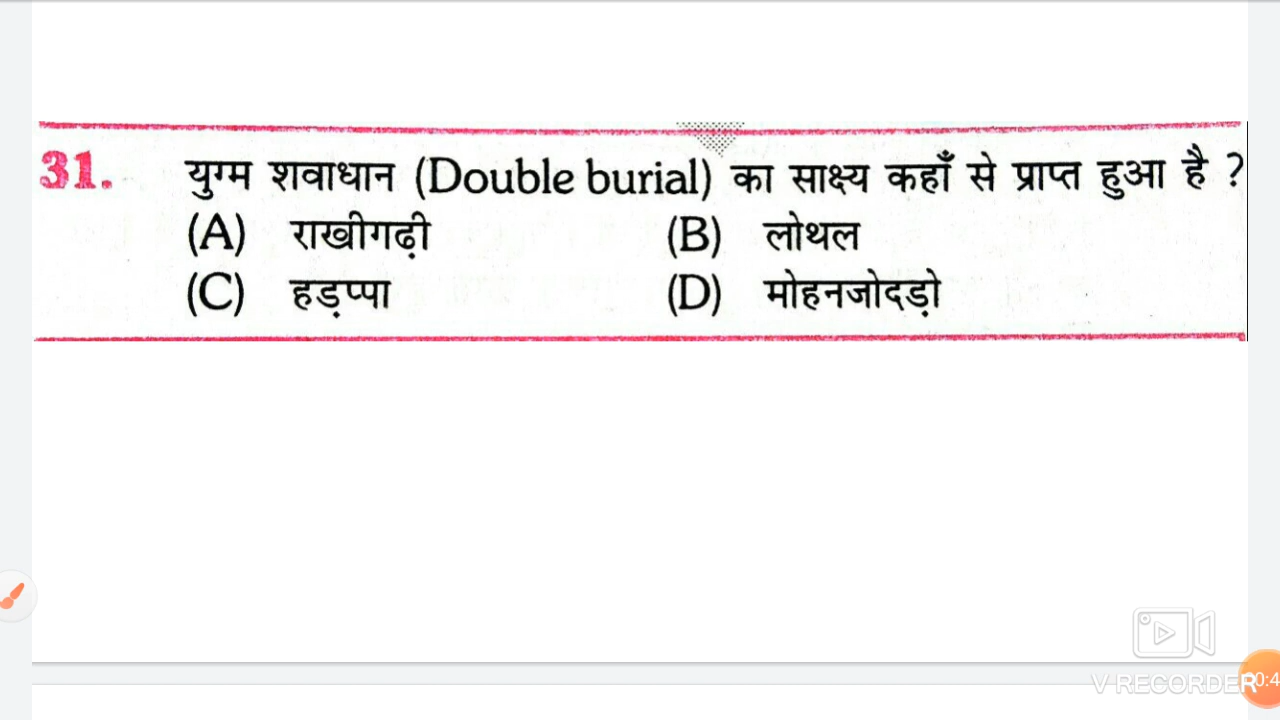 31. युग्म शवाधान (Double burial) का साक्ष्य कहाँ से प्राप्त हुआ है ?
(A) राखीगढ़ी (B) लोथल
(C) हड़प्पा (D) मोहनजोदड़ो
V RECORDER